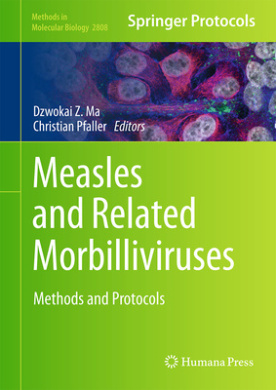 Methods in
Molecular Biology 2808
Springer Protocols
Dzwokai Z. Ma
Christian Pfaller Editors
Measles
and Related
Morbilliviruses
Methods and Protocols
Humana Press